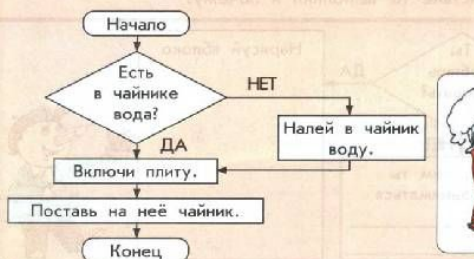 Начало
Есть
в чайнике
вода?
НЕТ
Налей в чайник
воду.
ДА
Включи плиту.
Поставь на неё чайник.
Конец